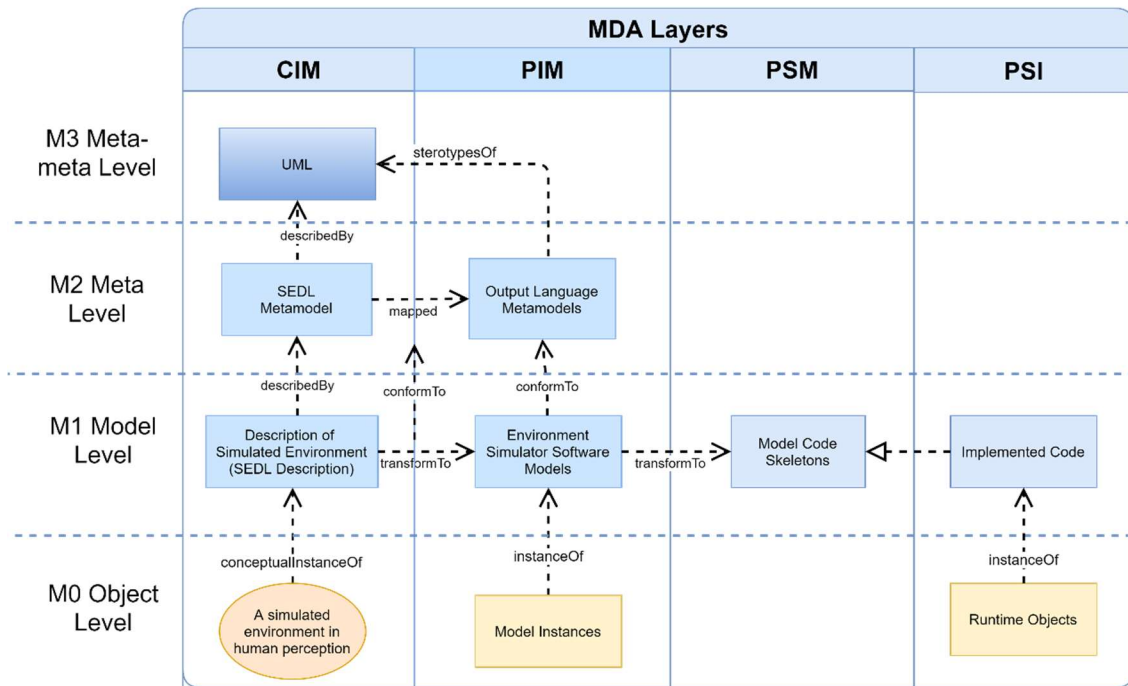 MDA Layers
CIM
PIM
PSM
PSI
M3 Meta-
meta Level
UML
sterotypesOf
describedBy
M2 Meta
Level
SEDL
Metamodel
mapped
Output Language
Metamodels
describedBy
conformTo
conformTo
M1 Model
Level
Description of
Simulated Environment
(SEDL Description)
transformTo
Environment
Simulator Software
Models
transformTo
Model Code
Skeletons
Implemented Code
conceptualInstanceOf
instanceOf
instanceOf
M0 Object
Level
A simulated
environment in
human perception
Model Instances
Runtime Objects